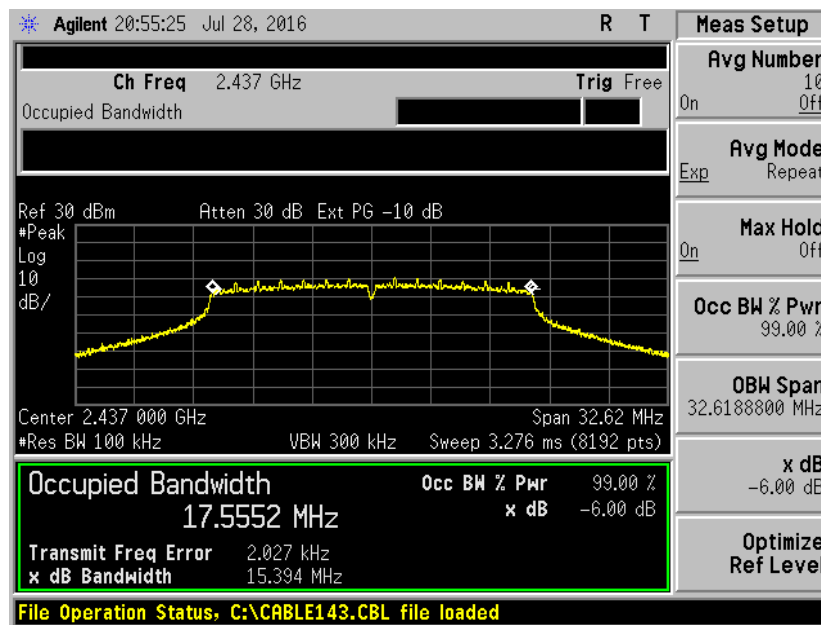 Agilent 20:55:25 Jul 28, 2016 R T
Ch Freq 2.437 GHz Trig Free
Occupied Bandwidth
Ref 30 dBm Atten 30 dB Ext PG -10 dB
#Peak
Log
10
dB/
Center 2.437 000 GHz Span 32.62 MHz
#Res BW 100 kHz VBW 300 kHz Sweep 3.276 ms (8192 pts)
Occupied Bandwidth Occ BW % Pwr 99.00 %
17.5552 MHz x dB -6.00 dB
Transmit Freq Error 2.027 kHz
x dB Bandwidth 15.394 MHz
File Operation Status, C:\CABLE143.CBL file loaded
Meas Setup
Avg Number
10
On Off
Avg Mode
Exp Repeat
Max Hold
On Off
Occ BW % Pwr
99.00 %
OBW Span
32.6188800 MHz
x dB
-6.00 dB
Optimize
Ref Level